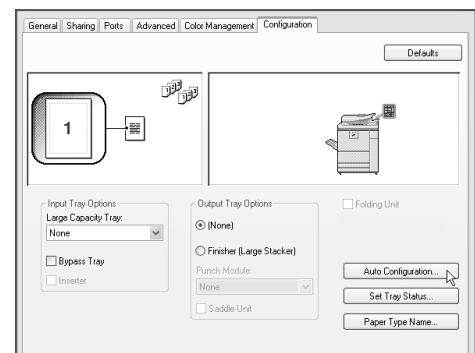 General Sharing Ports Advanced Color Management Configuration
Defaults
1
Input Tray Options
Large Capacity Tray:
None
Bypass Tray
Inserter
Output Tray Options
(None)
Finisher (Large Stacker)
Punch Module:
None
Saddle Unit
Folding Unit
Auto Configuration...
Set Tray Status...
Paper Type Name...